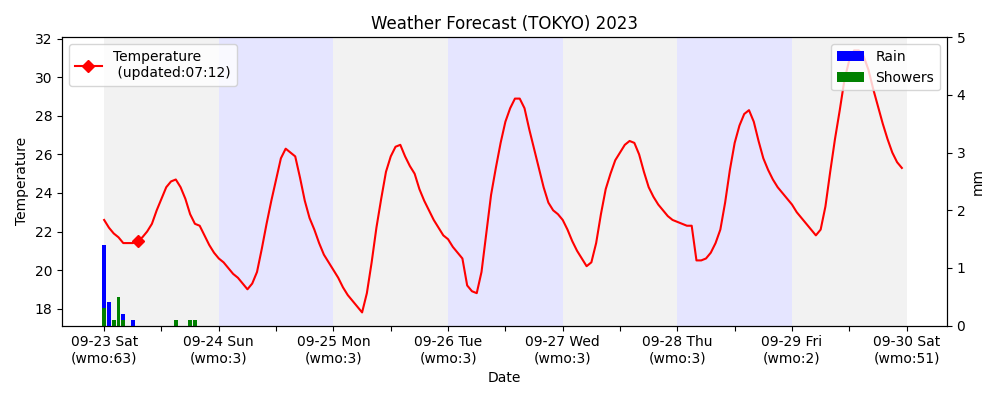 Weather Forecast (TOKYO) 2023
Temperature
(updated:07:12)
Rain
Showers
Temperature
32
30
28
26
24
22
20
18
5
4
3
2
1
0
mm
09-23 Sat 09-24 Sun 09-25 Mon 09-26 Tue 09-27 Wed 09-28 Thu 09-29 Fri 09-30 Sat
(wmo:63) (wmo:3) (wmo:3) (wmo:3) (wmo:3) (wmo:3) (wmo:2) (wmo:51)
Date